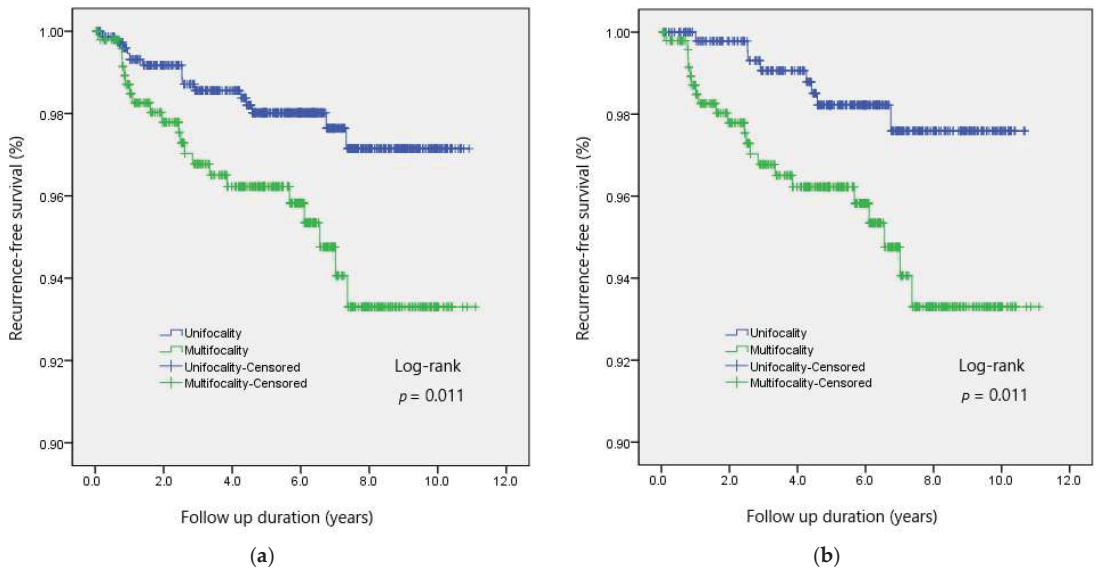 Recurrence-free survival (%)
1.00
0.98
0.96
0.94
0.92
0.90
Unifocality
Multifocality
Unifocality-Censored
Multifocality-Censored
Log-rank
p = 0.011
0.0 2.0 4.0 6.0 8.0 10.0 12.0
Follow up duration (years)
(a)
Recurrence-free survival (%)
1.00
0.98
0.96
0.94
0.92
0.90
Unifocality
Multifocality
Unifocality-Censored
Multifocality-Censored
Log-rank
p = 0.011
0.0 2.0 4.0 6.0 8.0 10.0 12.0
Follow up duration (years)
(b)